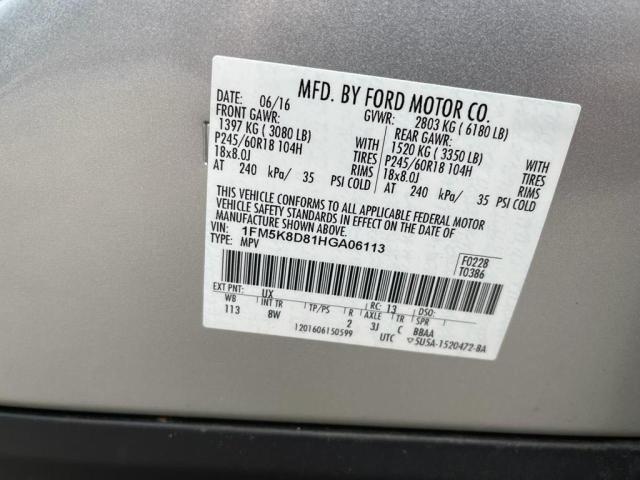 MFD. BY FORD MOTOR CO.
DATE: 06/16 GVWR: 2803 KG ( 6180 LB)
FRONT GAWR: REAR GAWR:
1397 KG ( 3080 LB) WITH 1520 KG ( 3350 LB) WITH
P245/60R18 104H TIRES P245/60R18 104H TIRES
18x8.0J RIMS 18x8.0J RIMS
AT 240 kPa/ 35 PSI COLD AT 240 kPa/ 35 PSI COLD
THIS VEHICLE CONFORMS TO ALL APPLICABLE FEDERAL MOTOR
VEHICLE SAFETY STANDARDS IN EFFECT ON THE DATE OF
MANUFACTURE SHOWN ABOVE.
VIN: 1FM5K8D81HGA06113
TYPE: MPV
F0228
T0386
EXT PNT: UX RC: 13 DSO:
WB INT TR TP/PS R AXLE TR SPR
113 8W 2 3J C BBAA
1201606150599 UTC ▽5U5A-1520472-BA